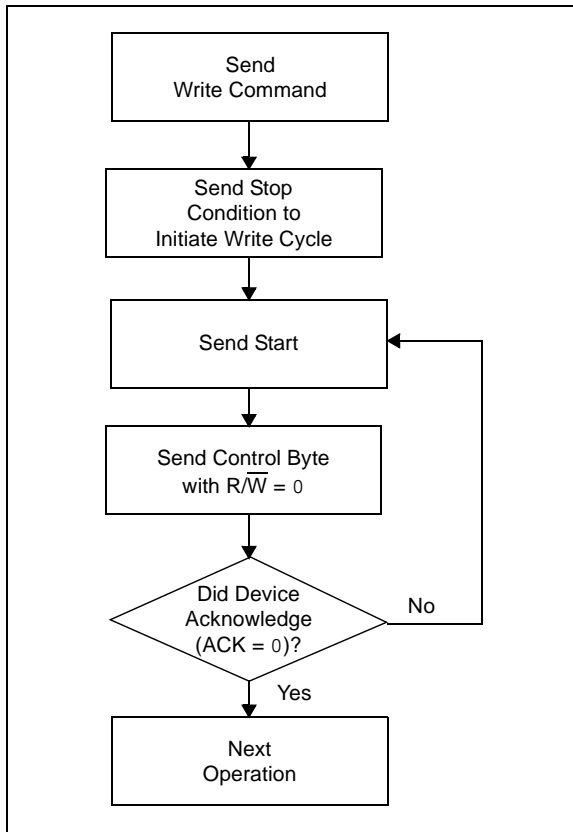 Send
Write Command
Send Stop
Condition to
Initiate Write Cycle
Send Start
Send Control Byte
with R/W̅ = 0
Did Device
Acknowledge
(ACK = 0)?
No
Yes
Next
Operation